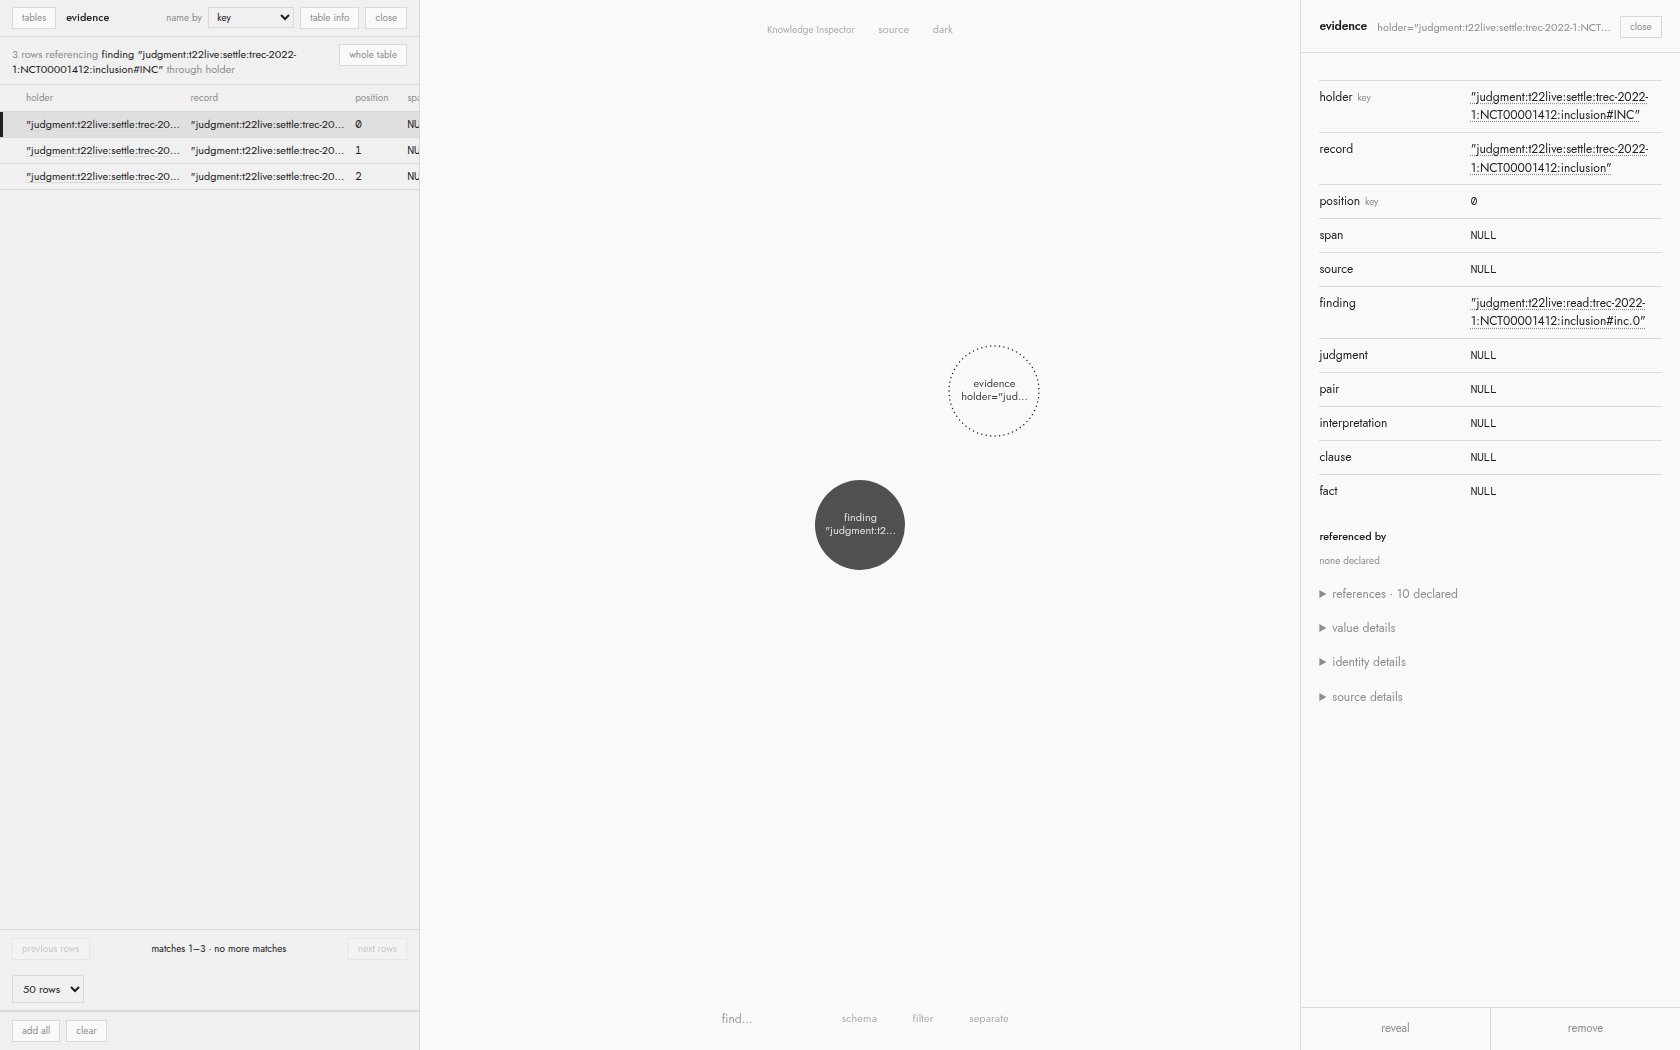 tables evidence name by key table info close
3 rows referencing finding "judgment:t22live:settle:trec-2022-
1:NCT00001412:inclusion#INC" through holder
whole table
holder record position spa
"judgment:t22live:settle:trec-20... "judgment:t22live:settle:trec-20... 0 NU
"judgment:t22live:settle:trec-20... "judgment:t22live:settle:trec-20... 1 NU
"judgment:t22live:settle:trec-20... "judgment:t22live:settle:trec-20... 2 NU
previous rows matches 1–3 · no more matches next rows
50 rows
add all clear
Knowledge Inspector source dark
evidence
holder="jud...
finding
"judgment:t2...
find... schema filter separate
evidence holder="judgment:t22live:settle:trec-2022-1:NCT... close
holder key "judgment:t22live:settle:trec-2022-
1:NCT00001412:inclusion#INC"
record "judgment:t22live:settle:trec-2022-
1:NCT00001412:inclusion"
position key 0
span NULL
source NULL
finding "judgment:t22live:read:trec-2022-
1:NCT00001412:inclusion#inc.0"
judgment NULL
pair NULL
interpretation NULL
clause NULL
fact NULL
referenced by
none declared
▶ references · 10 declared
▶ value details
▶ identity details
▶ source details
reveal remove